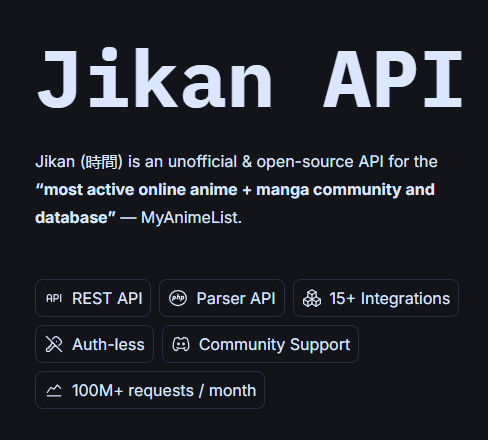 Jikan API
Jikan (時間) is an unofficial & open-source API for the
“most active online anime + manga community and
database” — MyAnimeList.
API REST API
php Parser API
15+ Integrations
Auth-less
Community Support
100M+ requests / month